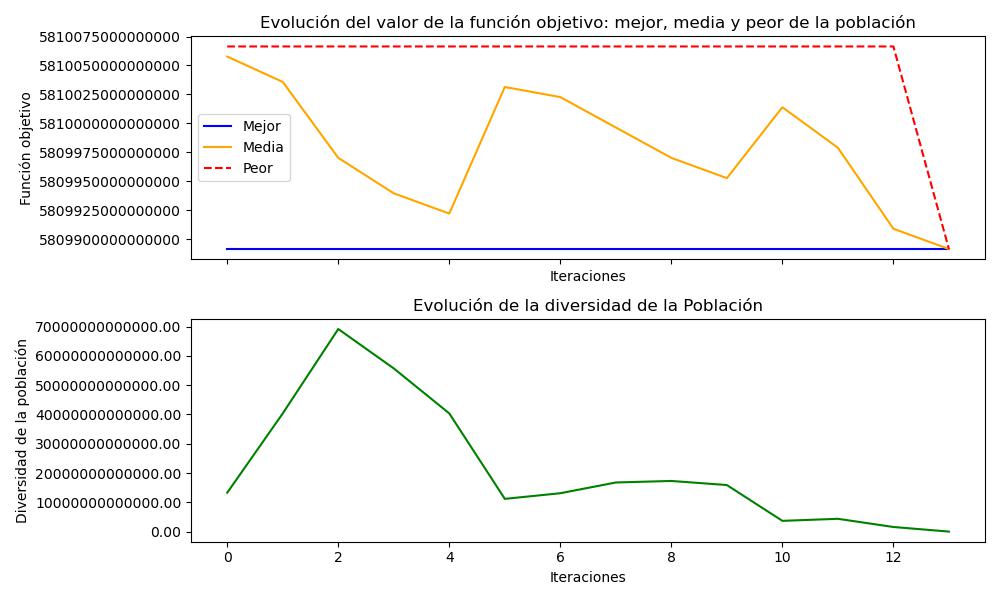 Evolución del valor de la función objetivo: mejor, media y peor de la población
Función objetivo
5810075000000000
5810050000000000
5810025000000000
5810000000000000
5809975000000000
5809950000000000
5809925000000000
5809900000000000
Mejor
Media
Peor
Iteraciones
Evolución de la diversidad de la Población
Diversidad de la población
70000000000000.00
60000000000000.00
50000000000000.00
40000000000000.00
30000000000000.00
20000000000000.00
10000000000000.00
0.00
0 2 4 6 8 10 12
Iteraciones